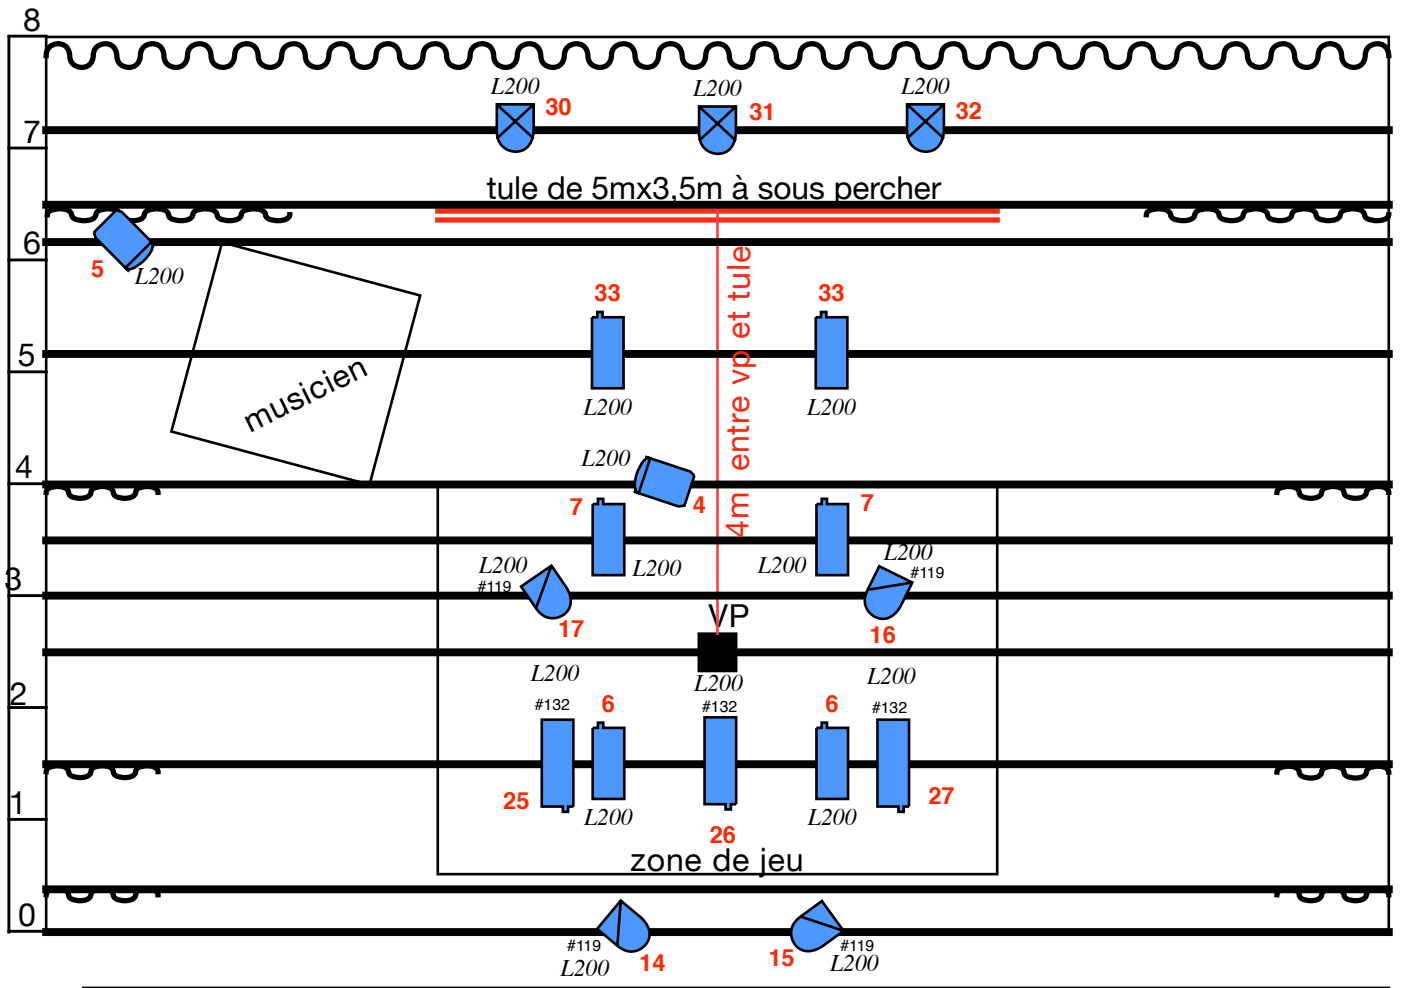 8
L200
L200
L200
30
31
32
7
tule de 5mx3,5m à sous percher
6
5
L200
4m entre vp et tule
33
33
5
musicien
L200
L200
4
L200
4
7
7
L200
L200
L200
L200
#119
#119
3
17
16
VP
L200
L200
L200
2
#132
6
#132
6
#132
1
25
27
L200
L200
26
zone de jeu
0
#119
L200
14
15
#119
L200